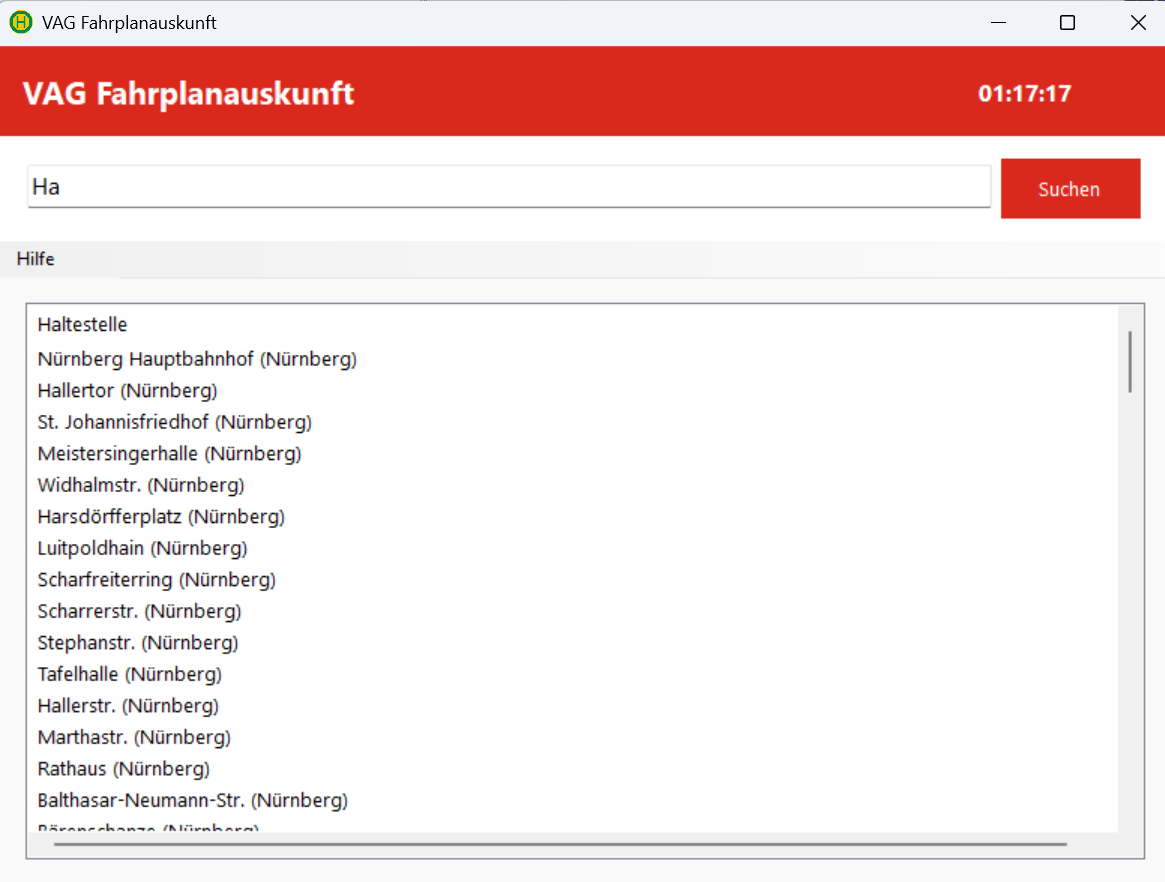 H VAG Fahrplanauskunft
VAG Fahrplanauskunft 01:17:17
Ha Suchen
Hilfe
Haltestelle
Nürnberg Hauptbahnhof (Nürnberg)
Hallertor (Nürnberg)
St. Johannisfriedhof (Nürnberg)
Meistersingerhalle (Nürnberg)
Widhalmstr. (Nürnberg)
Harsdörfferplatz (Nürnberg)
Luitpoldhain (Nürnberg)
Scharfreiterring (Nürnberg)
Scharrerstr. (Nürnberg)
Stephanstr. (Nürnberg)
Tafelhalle (Nürnberg)
Hallerstr. (Nürnberg)
Marthastr. (Nürnberg)
Rathaus (Nürnberg)
Balthasar-Neumann-Str. (Nürnberg)
Bärenschanze (Nürnberg)